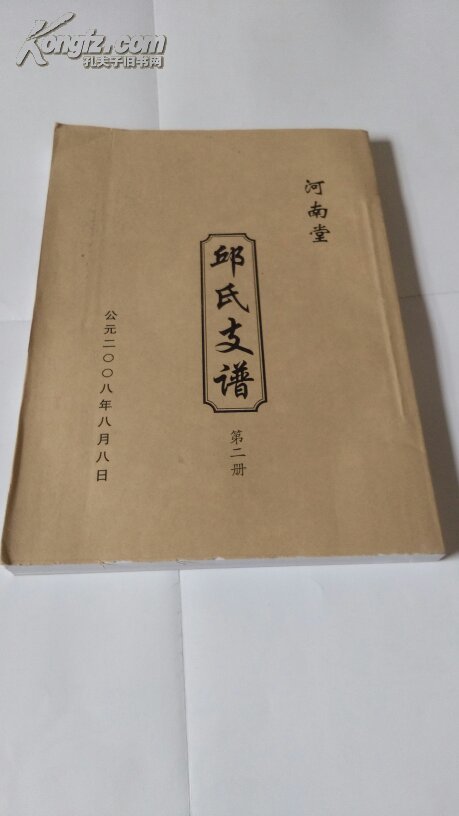 Kongfz.com
孔夫子旧书网
河南堂
邱氏支谱
第二册
公元二〇〇八年八月八日